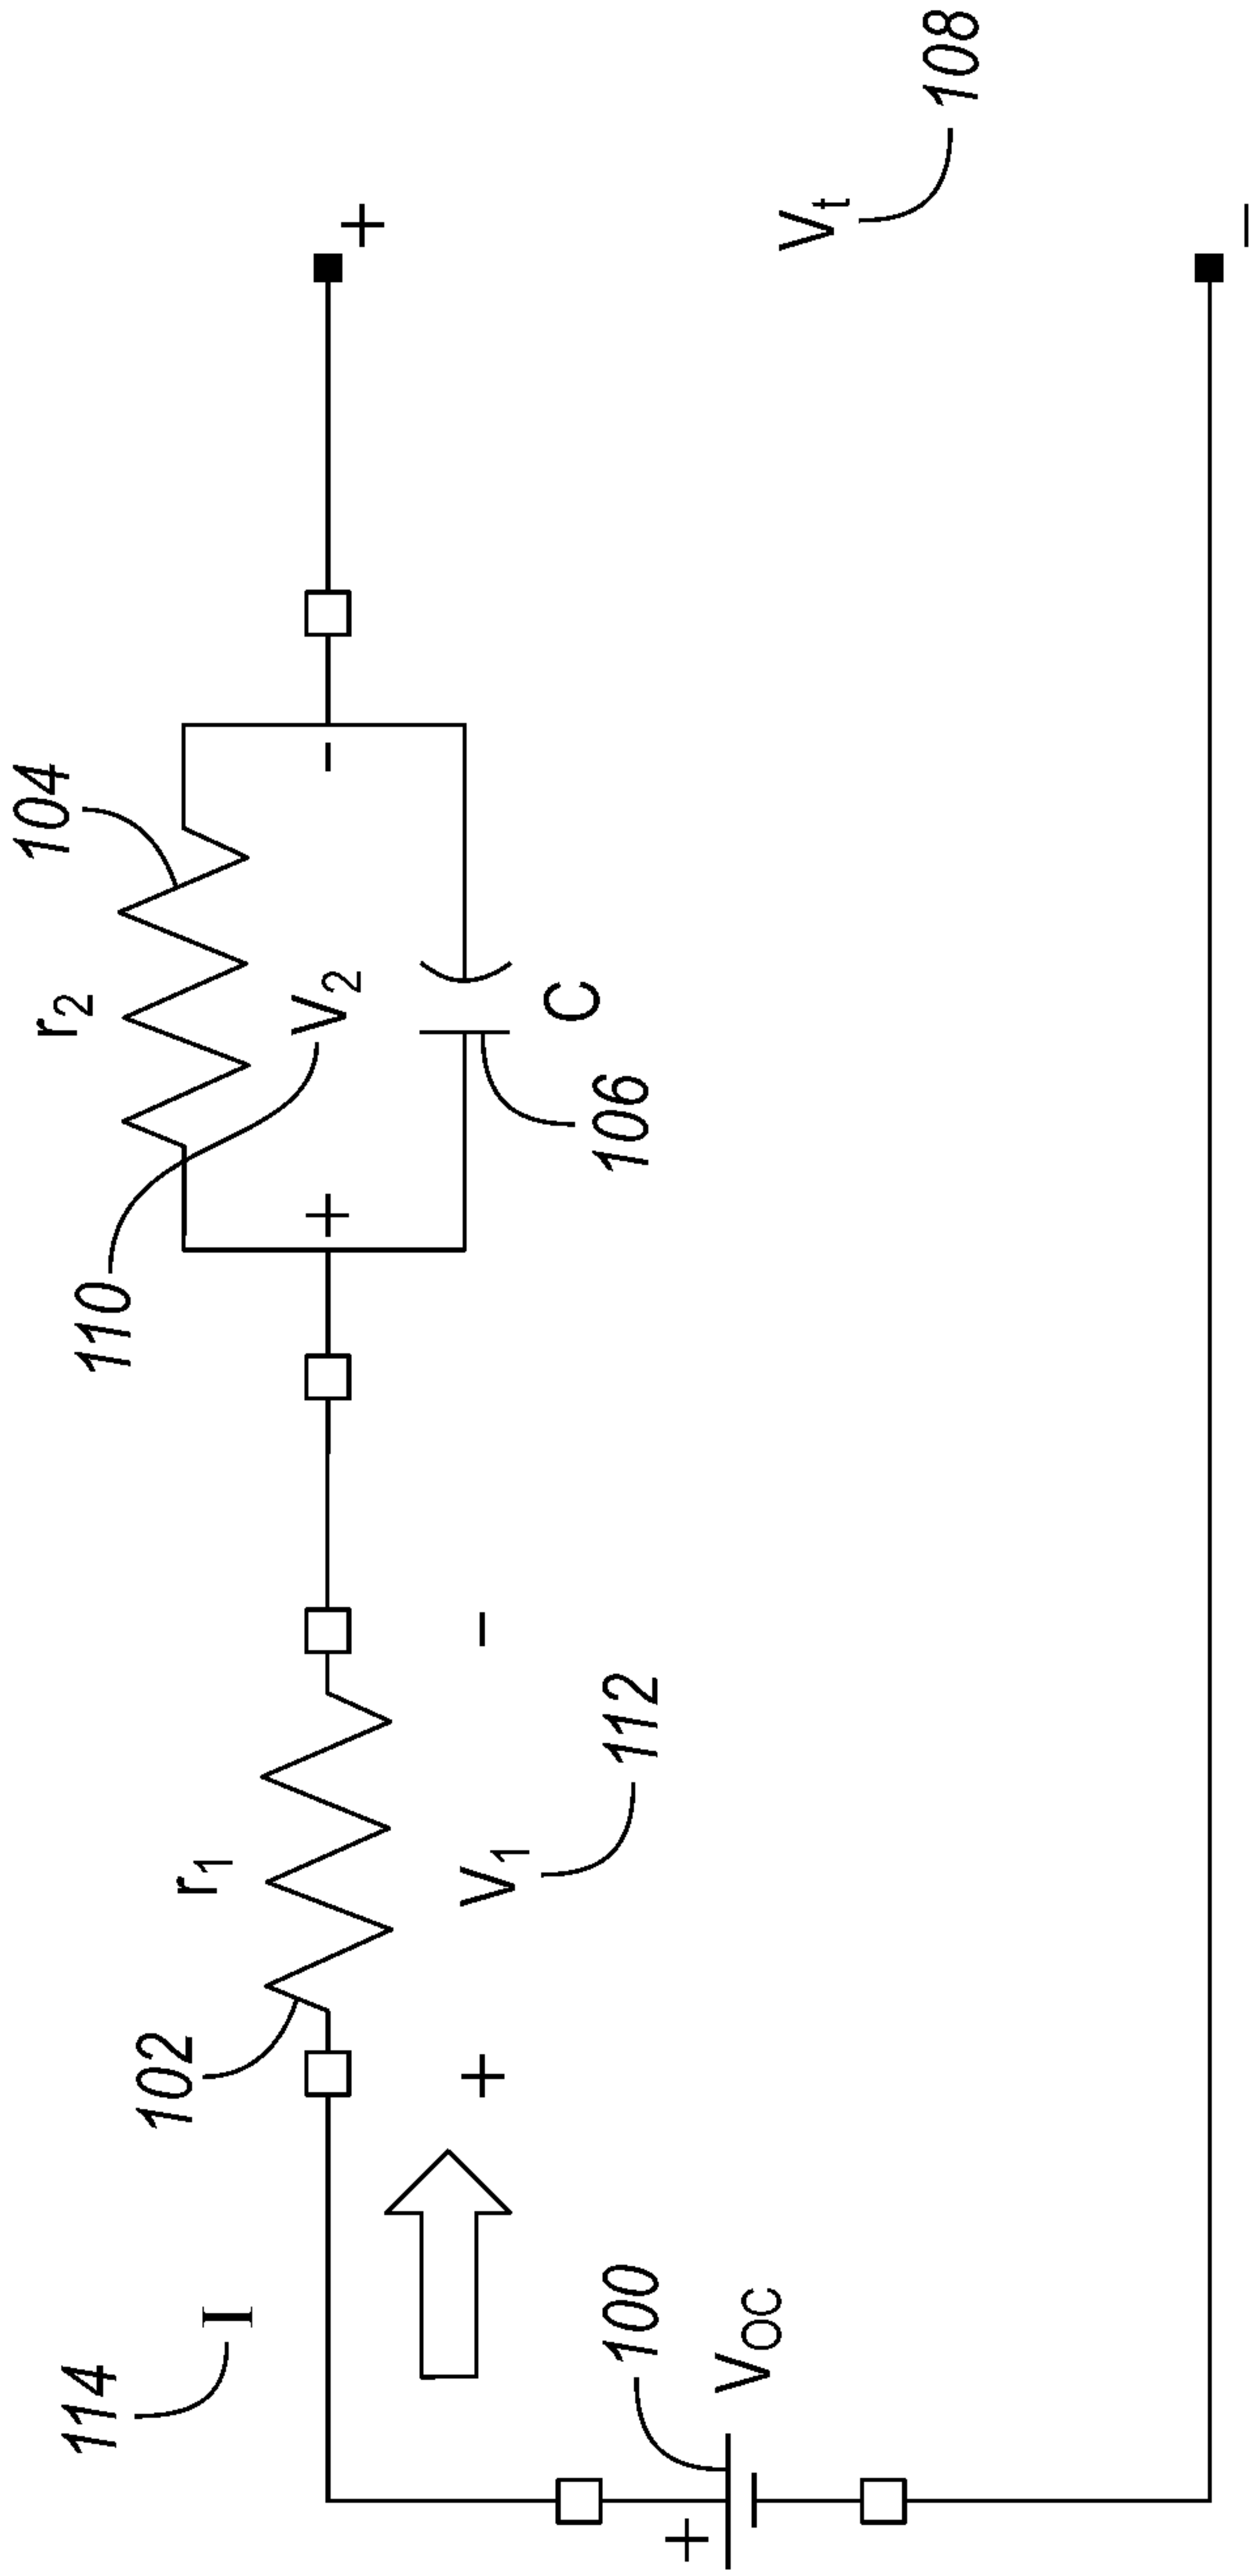 104
r2
110
114
102
r1
I
+ V2 -
+
+ V1 -
C
106
112
100
+
VOC
Vt
108
–